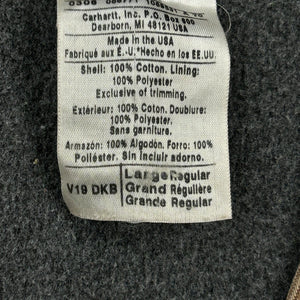 Carhartt, Inc. P.O. Box 600
Dearborn, MI 48121 USA
Made in the USA
Fabriqué aux É.-U.*Hecho en los EE.UU.
Shell: 100% Cotton. Lining:
100% Polyester
Exclusive of trimming.
Extérieur: 100% Coton. Doublure:
100% Polyester
Sans garniture.
Armazón: 100% Algodón. Forro: 100%
Poliéster. Sin incluir adorno.
V19 DKB
Large Regular
Grand Régulière
Grande Regular